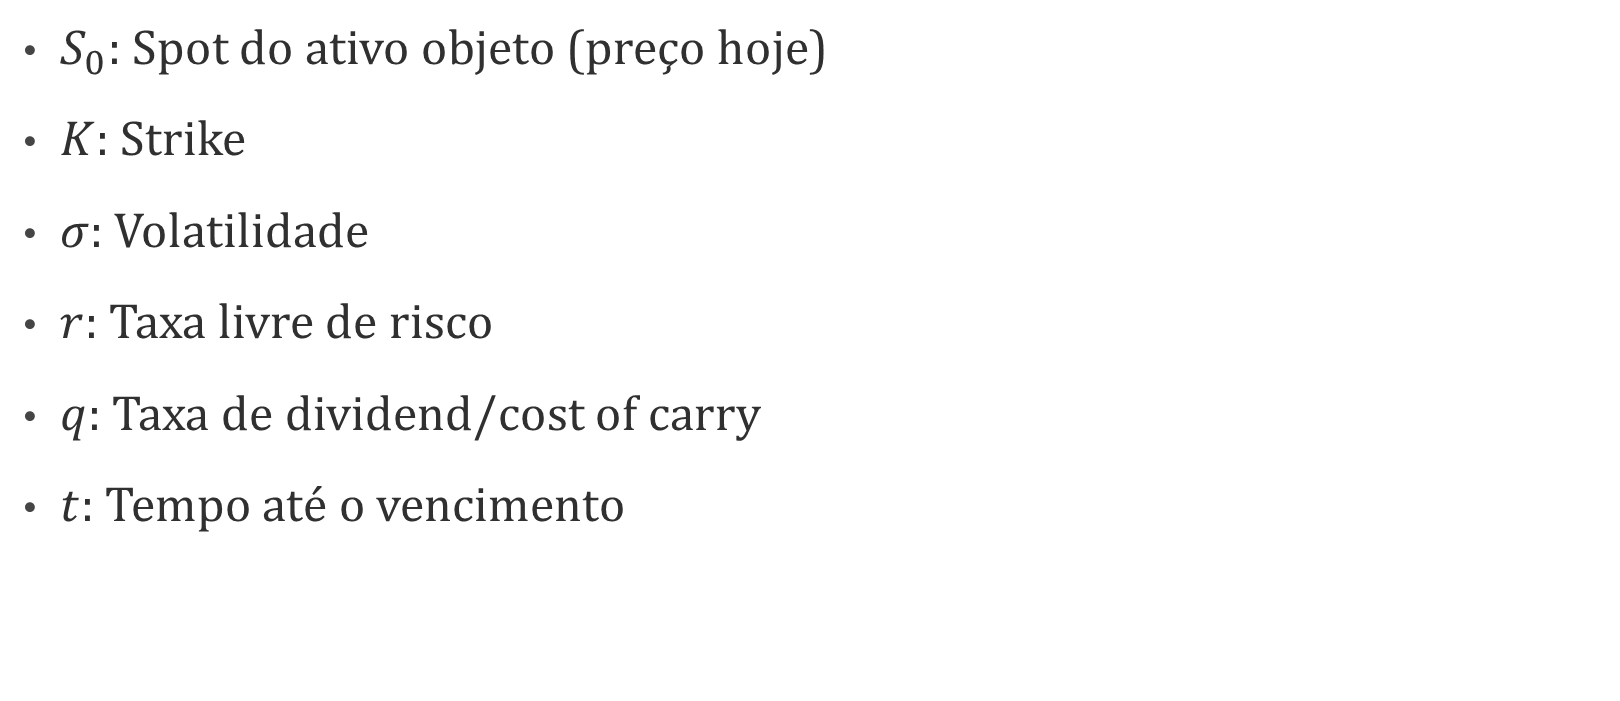 • S₀: Spot do ativo objeto (preço hoje)
• K: Strike
• σ: Volatilidade
• r: Taxa livre de risco
• q: Taxa de dividend/cost of carry
• t: Tempo até o vencimento